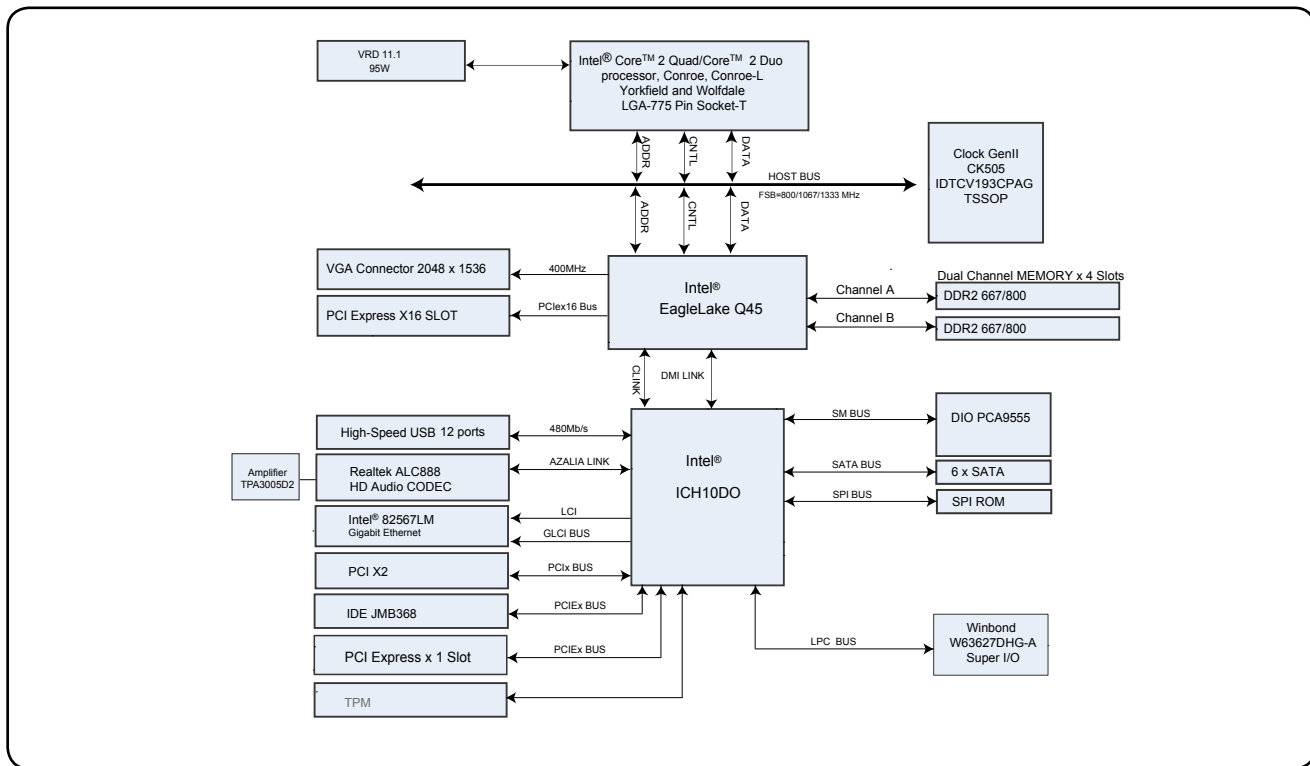 VRD 11.1
95W
Intel® Core™ 2 Quad/Core™ 2 Duo
processor, Conroe, Conroe-L
Yorkfield and Wolfdale
LGA-775 Pin Socket-T
ADDR
CNTL
DATA
HOST BUS
FSB=800/1067/1333 MHz
Clock GenII
CK505
IDTCV193CPAG
TSSOP
ADDR
CNTL
DATA
VGA Connector 2048 x 1536
400MHz
PCI Express X16 SLOT
PCIex16 Bus
Intel®
EagleLake Q45
Dual Channel MEMORY x 4 Slots
Channel A
DDR2 667/800
Channel B
DDR2 667/800
CLINK
DMI LINK
High-Speed USB 12 ports
480Mb/s
Amplifier
TPA3005D2
Realtek ALC888
HD Audio CODEC
AZALIA LINK
Intel® 82567LM
Gigabit Ethernet
LCI
GLCI BUS
PCI X2
PCIx BUS
IDE JMB368
PCIEx BUS
PCI Express x 1 Slot
PCIEx BUS
TPM
Intel®
ICH10DO
SM BUS
DIO PCA9555
SATA BUS
6 x SATA
SPI BUS
SPI ROM
LPC BUS
Winbond
W63627DHG-A
Super I/O